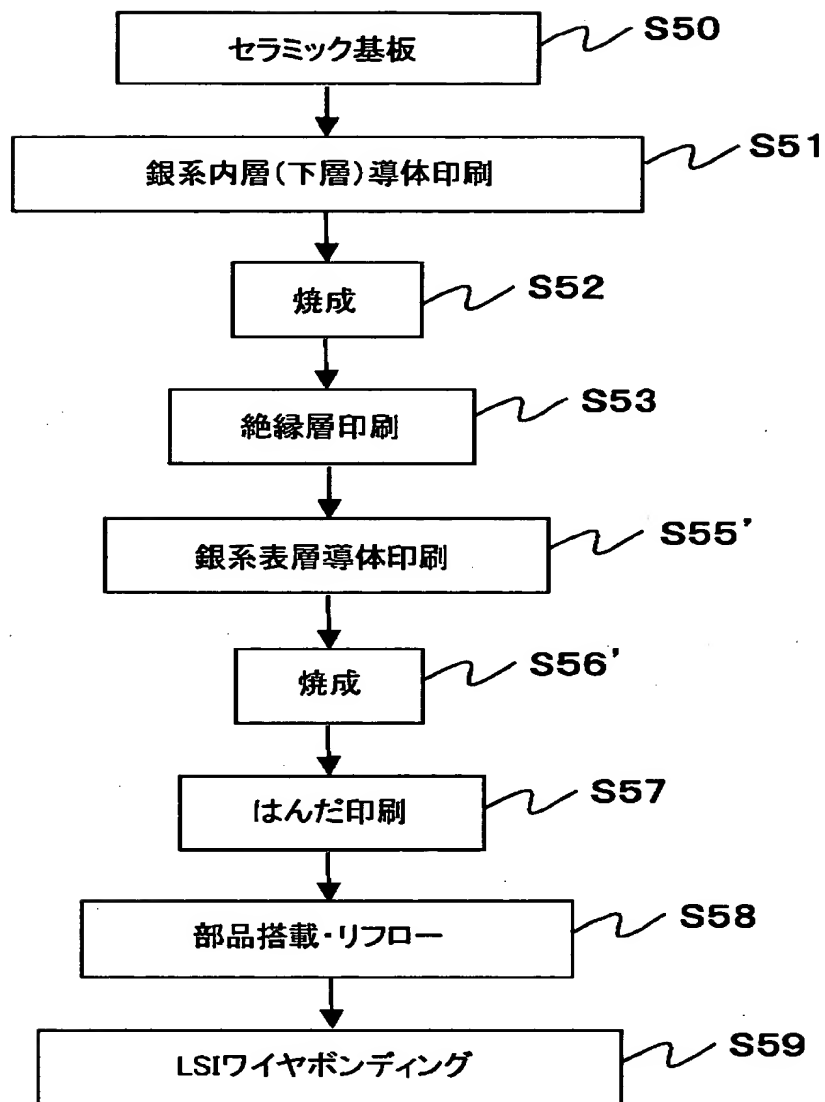 セラミック基板 S50
銀系内層(下層)導体印刷 S51
焼成 S52
絶縁層印刷 S53
銀系表層導体印刷 S55'
焼成 S56'
はんだ印刷 S57
部品搭載・リフロー S58
LSIワイヤボンディング S59